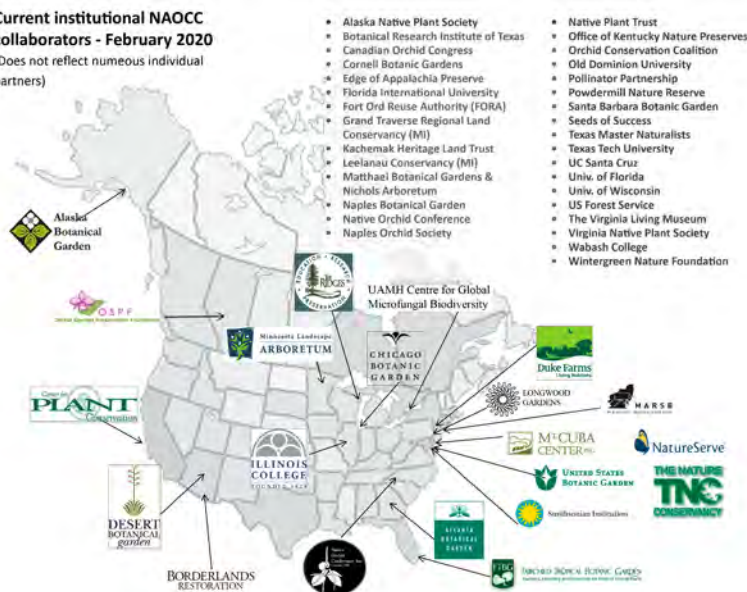 Current institutional NAOCC
collaborators - February 2020
(Does not reflect numeous individual
partners)
• Alaska Native Plant Society
• Botanical Research Institute of Texas
• Canadian Orchid Congress
• Cornell Botanic Gardens
• Edge of Appalachia Preserve
• Florida International University
• Fort Ord Reuse Authority (FORA)
• Grand Traverse Regional Land
Conservancy (MI)
• Kachemak Heritage Land Trust
• Leelanau Conservancy (MI)
• Matthaei Botanical Gardens &
Nichols Arboretum
• Naples Botanical Garden
• Native Orchid Conference
• Naples Orchid Society
• Native Plant Trust
• Office of Kentucky Nature Preserves
• Orchid Conservation Coalition
• Old Dominion University
• Pollinator Partnership
• Powdermill Nature Reserve
• Santa Barbara Botanic Garden
• Seeds of Success
• Texas Master Naturalists
• Texas Tech University
• UC Santa Cruz
• Univ. of Florida
• Univ. of Wisconsin
• US Forest Service
• The Virginia Living Museum
• Virginia Native Plant Society
• Wabash College
• Wintergreen Nature Foundation
Alaska
Botanical
Garden
EDUCATION • RESEARCH
THE RIDGES
PRESERVATION
UAMH Centre for Global
Microfungal Biodiversity
OSPF
Minnesota Landscape
ARBORETUM
CHICAGO
BOTANIC
GARDEN
Duke Farms
LONGWOOD
GARDENS
MARSB
Center for
PLANT
Conservation
ILLINOIS
COLLEGE
FOUNDED 1829
Mt CUBA
CENTER INC.
NatureServe
UNITED STATES
BOTANIC GARDEN
THE NATURE
TNC
CONSERVANCY
DESERT
BOTANICAL
garden
Smithsonian Institution
ATLANTA
BOTANICAL
GARDEN
BORDERLANDS
RESTORATION
FTBG
FAIRCHILD TROPICAL BOTANIC GARDEN